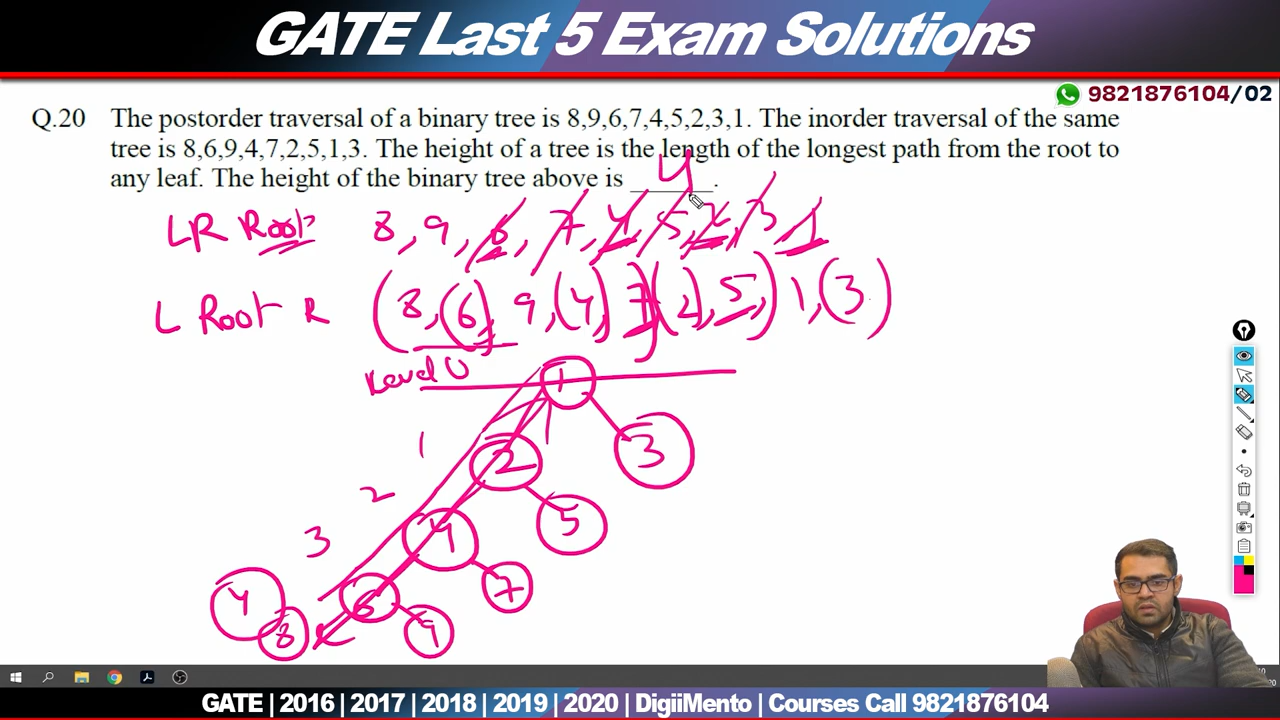 GATE Last 5 Exam Solutions
9821876104/02
Q.20 The postorder traversal of a binary tree is 8,9,6,7,4,5,2,3,1. The inorder traversal of the same
tree is 8,6,9,4,7,2,5,1,3. The height of a tree is the length of the longest path from the root to
any leaf. The height of the binary tree above is ______.
4
LR Root 8, 9, 6, 7, 4, 5, 2, 3, 1
L Root R (8, (6), 9, (4), 7) (2), 5,) 1, (3)
Level 0
1
3
1
2
2
5
3
4
7
4
6
8
9
GATE | 2016 | 2017 | 2018 | 2019 | 2020 | DigiiMento | Courses Call 9821876104